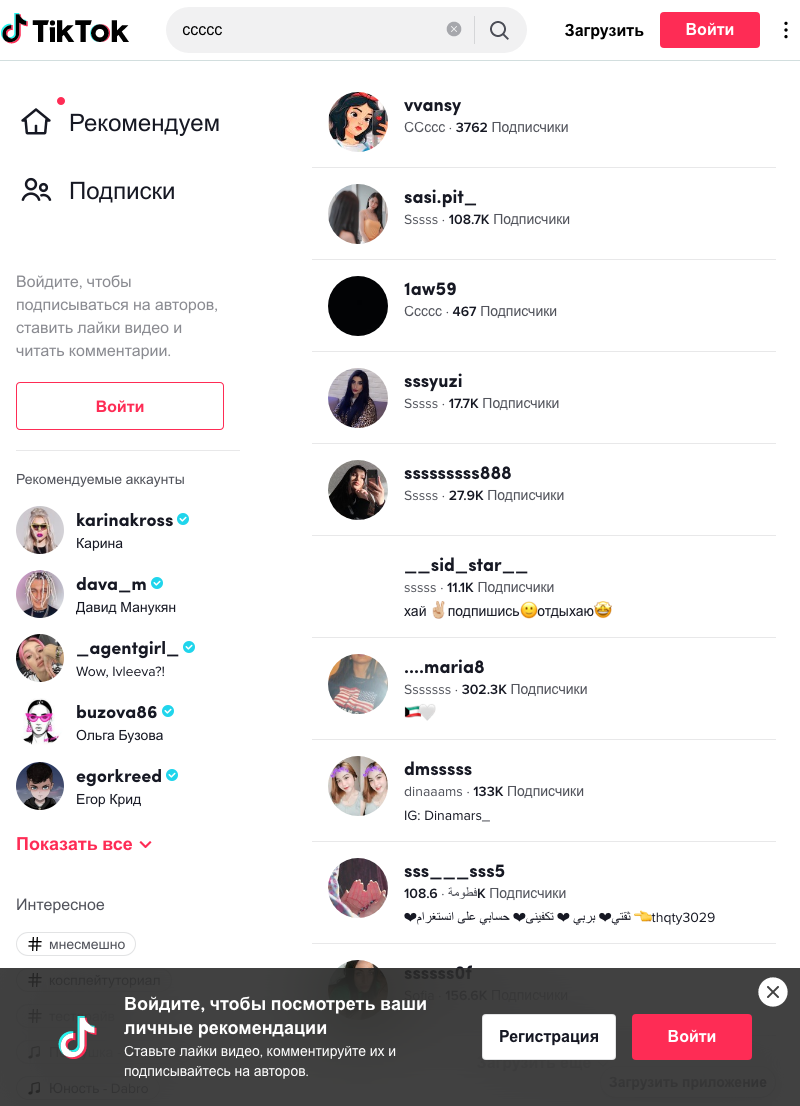 TikTok
ccccc
Загрузить
Войти
Рекомендуем
Подписки
Войдите, чтобы
подписываться на авторов,
ставить лайки видео и
читать комментарии.
Войти
Рекомендуемые аккаунты
karinakross
Карина
dava_m
Давид Манукян
_agentgirl_
Wow, Ivleeva?!
buzova86
Ольга Бузова
egorkreed
Егор Крид
Показать все
Интересное
# мнесмешно
# косплейтуториал
Юность - Dabro
vvansy
CCccc · 3762 Подписчики
sasi.pit_
Sssss · 108.7K Подписчики
1aw59
Ccccc · 467 Подписчики
sssyuzi
Sssss · 17.7K Подписчики
sssssssss888
Sssss · 27.9K Подписчики
__sid_star__
sssss · 11.1K Подписчики
хай ✌🏼подпишись🙂отдыхаю🤩
....maria8
Sssssss · 302.3K Подписчики
🇰🇼🤍
dmsssss
dinaaams · 133K Подписчики
IG: Dinamars_
sss___sss5
فطومة · 108.6K Подписчики
❤ثقتي❤ بربي ❤ تكفينى❤ حسابي على انستغرام 👈thqty3029
ssssss0f
156.6K Подписчики
Войдите, чтобы посмотреть ваши
личные рекомендации
Ставьте лайки видео, комментируйте их и
подписывайтесь на авторов.
Регистрация
Войти
Загрузить приложение